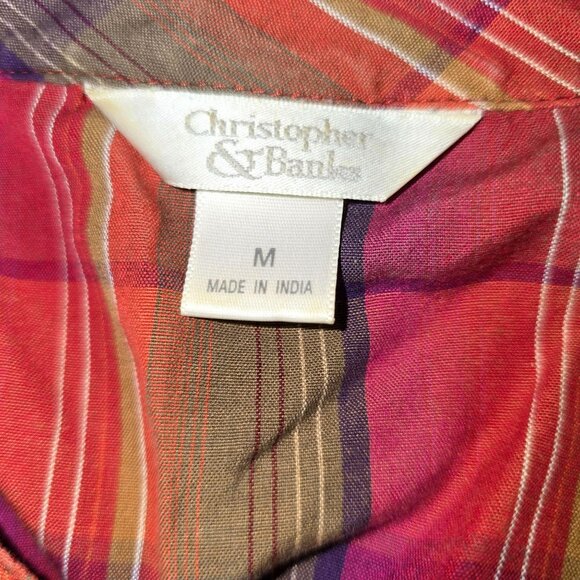 Christopher
& Banks
M
MADE IN INDIA